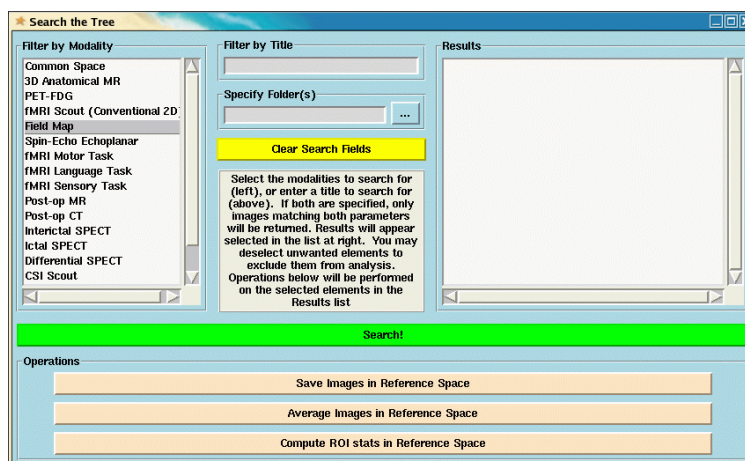 Search the Tree
Filter by Modality
Common Space
3D Anatomical MR
PET-FDG
fMRI Scout (Conventional 2D)
Field Map
Spin-Echo Echoplanar
fMRI Motor Task
fMRI Language Task
fMRI Sensory Task
Post-op MR
Post-op CT
Interictal SPECT
Ictal SPECT
Differential SPECT
CSI Scout
Filter by Title
Specify Folder(s)
...
Clear Search Fields
Select the modalities to search for
(left), or enter a title to search for
(above). If both are specified, only
images matching both parameters
will be returned. Results will appear
selected in the list at right. You may
deselect unwanted elements to
exclude them from analysis.
Operations below will be performed
on the selected elements in the
Results list
Results
Search!
Operations
Save Images in Reference Space
Average Images in Reference Space
Compute ROI stats in Reference Space